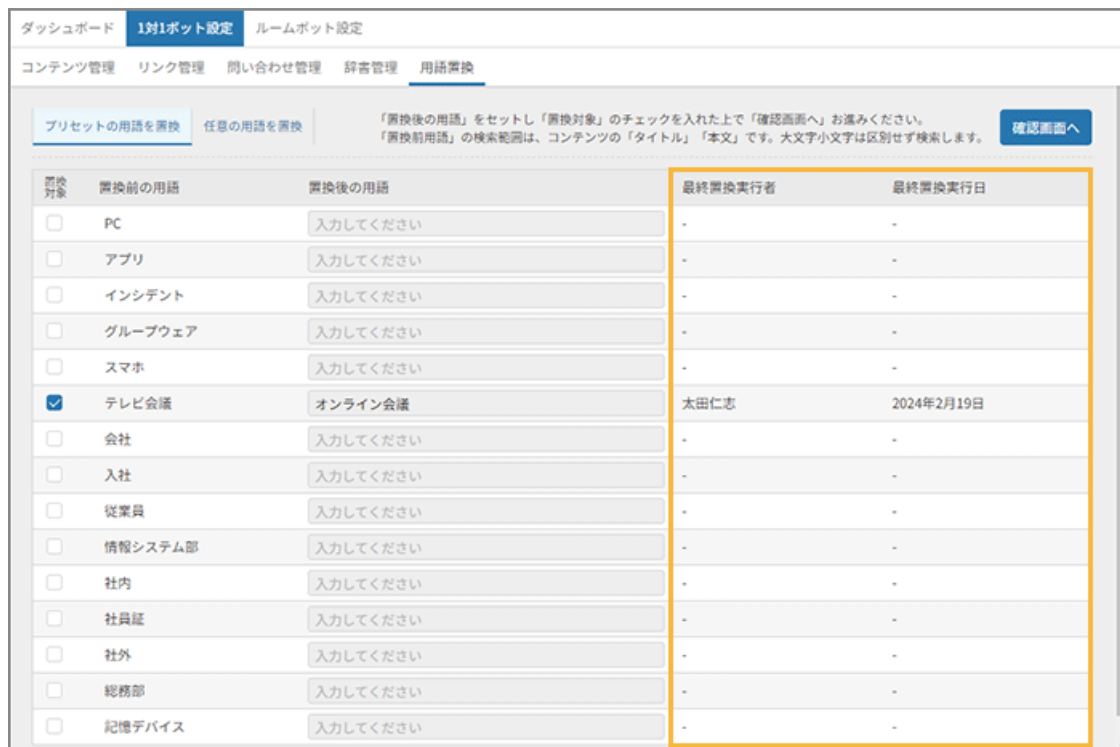 ダッシュボード 1対1ボット設定 ルームボット設定
コンテンツ管理 リンク管理 問い合わせ管理 辞書管理 用語置換
プリセットの用語を置換 任意の用語を置換
「置換後の用語」をセットし「置換対象」のチェックを入れた上で「確認画面へ」お進みください。
「置換前用語」の検索範囲は、コンテンツの「タイトル」「本文」です。大文字小文字は区別せず検索します。
確認画面へ
置換対象 置換前の用語 置換後の用語 最終置換実行者 最終置換実行日
PC 入力してください - -
アプリ 入力してください - -
インシデント 入力してください - -
グループウェア 入力してください - -
スマホ 入力してください - -
テレビ会議 オンライン会議 太田仁志 2024年2月19日
会社 入力してください - -
入社 入力してください - -
従業員 入力してください - -
情報システム部 入力してください - -
社内 入力してください - -
社員証 入力してください - -
社外 入力してください - -
総務部 入力してください - -
記憶デバイス 入力してください - -